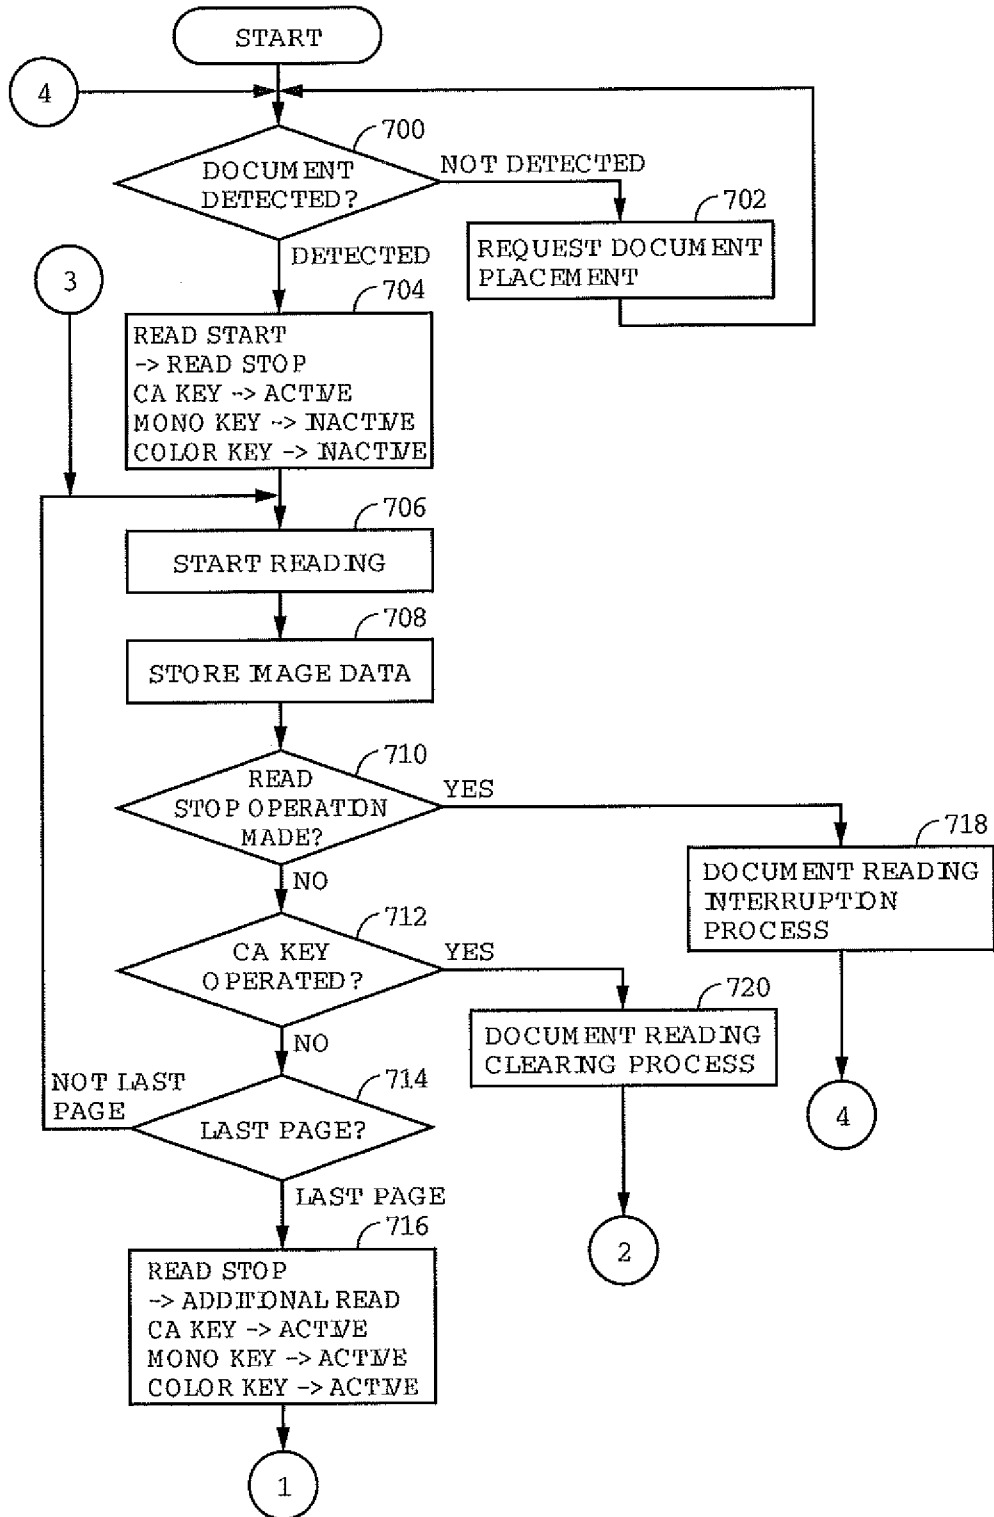 START
4
700
DOCUMENT
DETECTED?
NOT DETECTED
702
REQUEST DOCUMENT
PLACEMENT
DETECTED
3
704
READ START
-> READ STOP
CA KEY -> ACTIVE
MONO KEY -> INACTIVE
COLOR KEY -> INACTIVE
706
START READING
708
STORE IMAGE DATA
710
READ
STOP OPERATION
MADE?
YES
718
DOCUMENT READING
INTERRUPTION
PROCESS
NO
712
CA KEY
OPERATED?
YES
720
DOCUMENT READING
CLEARING PROCESS
NO
NOT LAST
PAGE
714
LAST PAGE?
4
LAST PAGE
716
2
READ STOP
-> ADDITIONAL READ
CA KEY -> ACTIVE
MONO KEY -> ACTIVE
COLOR KEY -> ACTIVE
1